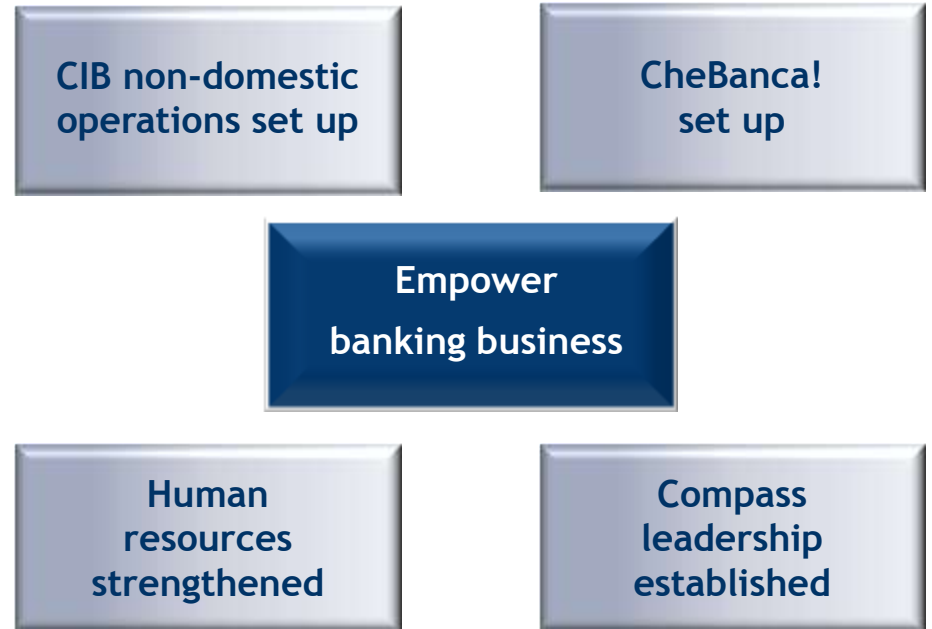 CIB non-domestic
operations set up
CheBanca!
set up
Empower
banking business
Human
resources
strengthened
Compass
leadership
established